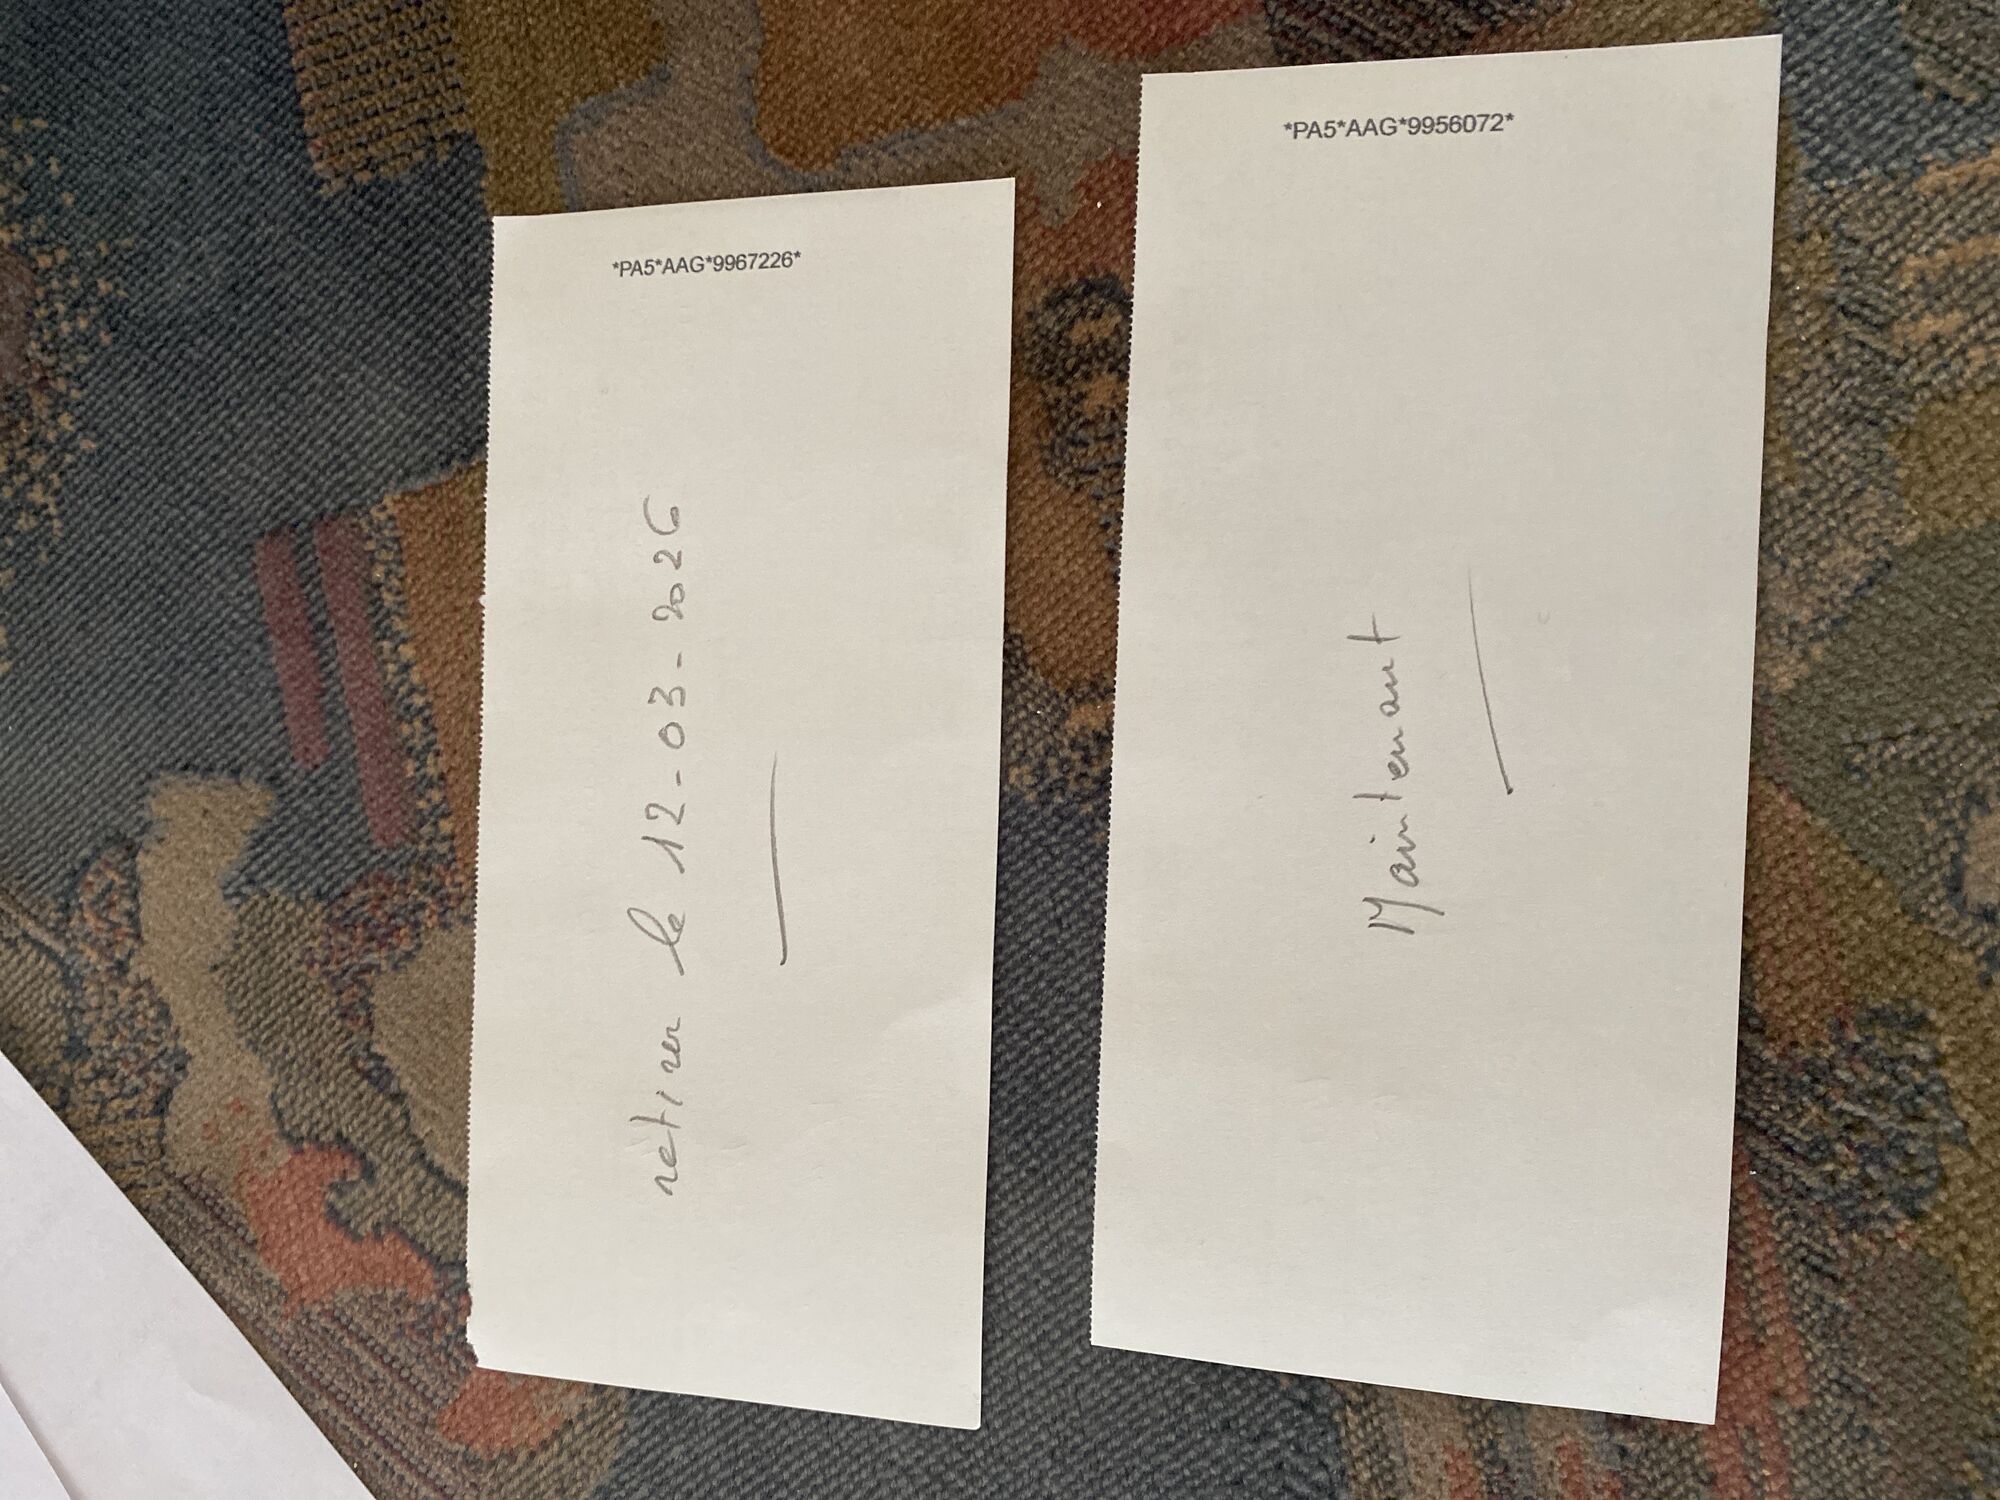 *PA5*AAG*9967226*
retirer le 12-03-2026
*PA5*AAG*9956072*
Maintenant